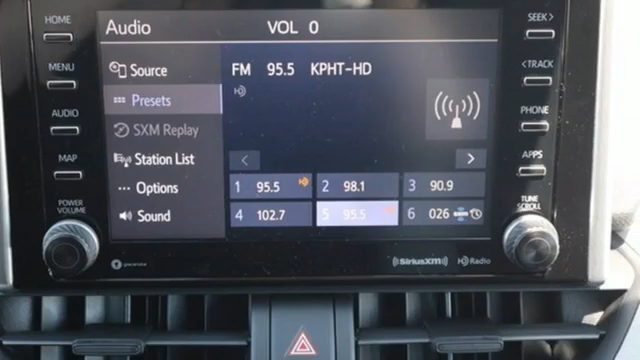 Audio VOL 0
HOME
MENU
AUDIO
MAP
POWER
VOLUME
Source
Presets
SXM Replay
Station List
Options
Sound
FM 95.5 KPHT-HD
1 95.5
2 98.1
3 90.9
4 102.7
5 95.5
6 026
SEEK>
<TRACK
PHONE
APPS
TUNE
SCROLL
SiriusXM
HD Radio